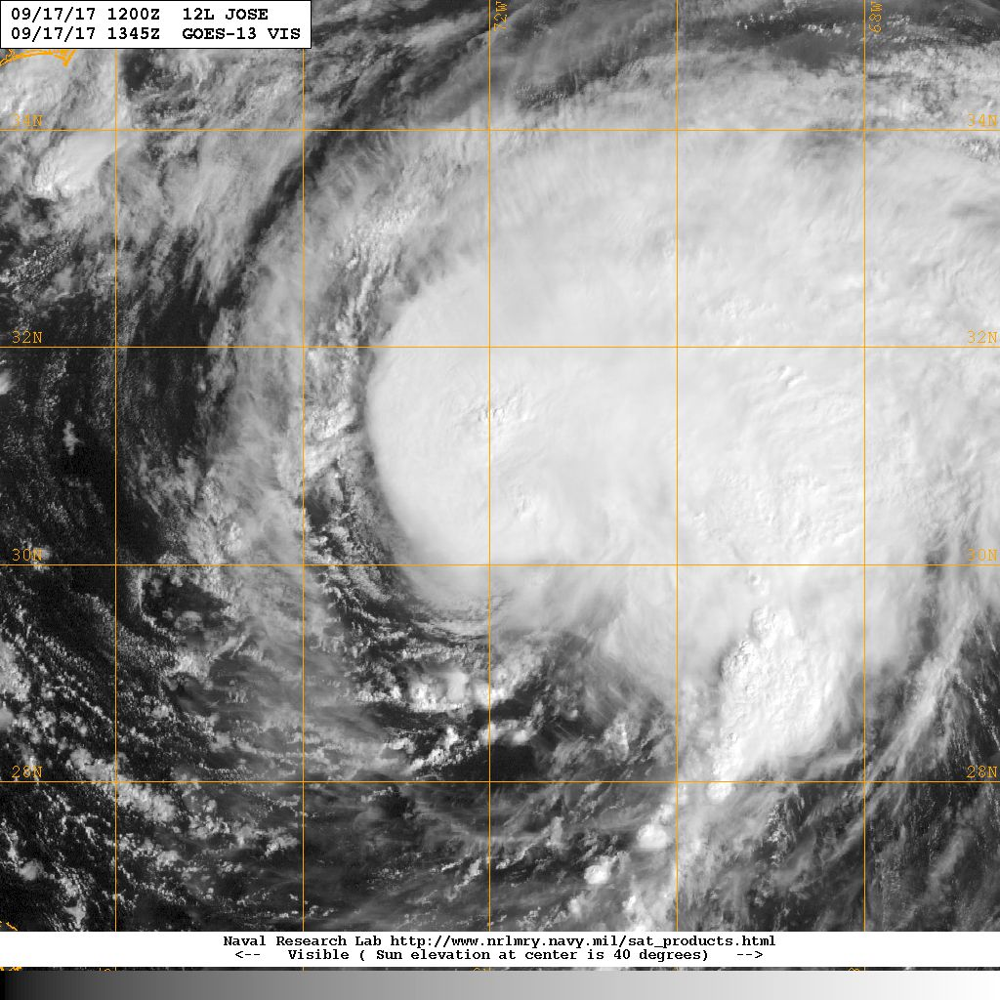 09/17/17 1200Z 12L JOSE
09/17/17 1345Z GOES-13 VIS
72W
68W
34N
34N
32N
32N
30N
30N
28N
28N
Naval Research Lab http://www.nrlmry.navy.mil/sat_products.html
<-- Visible ( Sun elevation at center is 40 degrees) -->